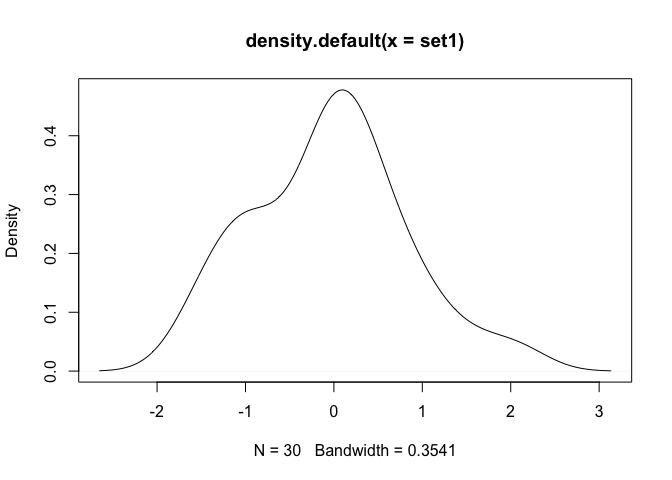 density.default(x = set1)
Density
0.0 0.1 0.2 0.3 0.4
-2 -1 0 1 2 3
N = 30   Bandwidth = 0.3541